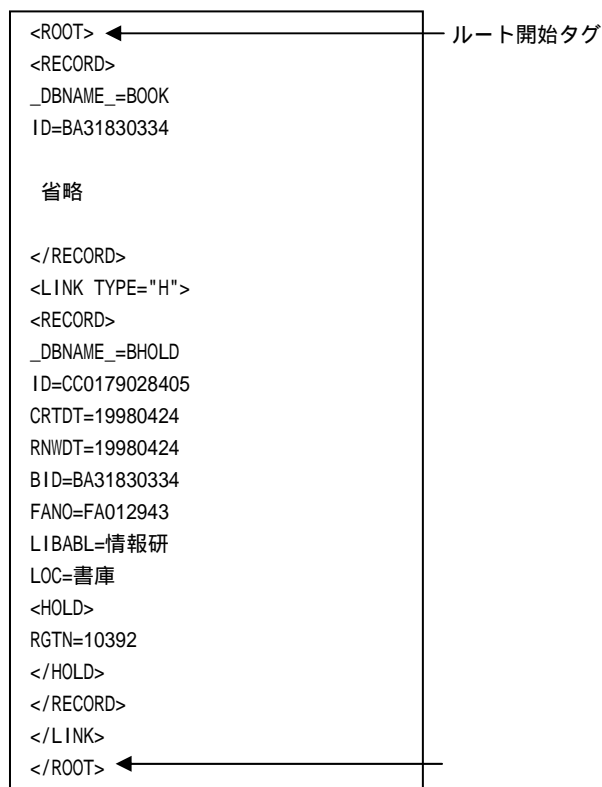 <ROOT> ルート開始タグ
<RECORD>
_DBNAME_=BOOK
ID=BA31830334
省略
</RECORD>
<LINK TYPE="H">
<RECORD>
_DBNAME_=BHOLD
ID=CC0179028405
CRTDT=19980424
RNWDT=19980424
BID=BA31830334
FANO=FA012943
LIBABL=情報研
LOC=書庫
<HOLD>
RGTN=10392
</HOLD>
</RECORD>
</LINK>
</ROOT>